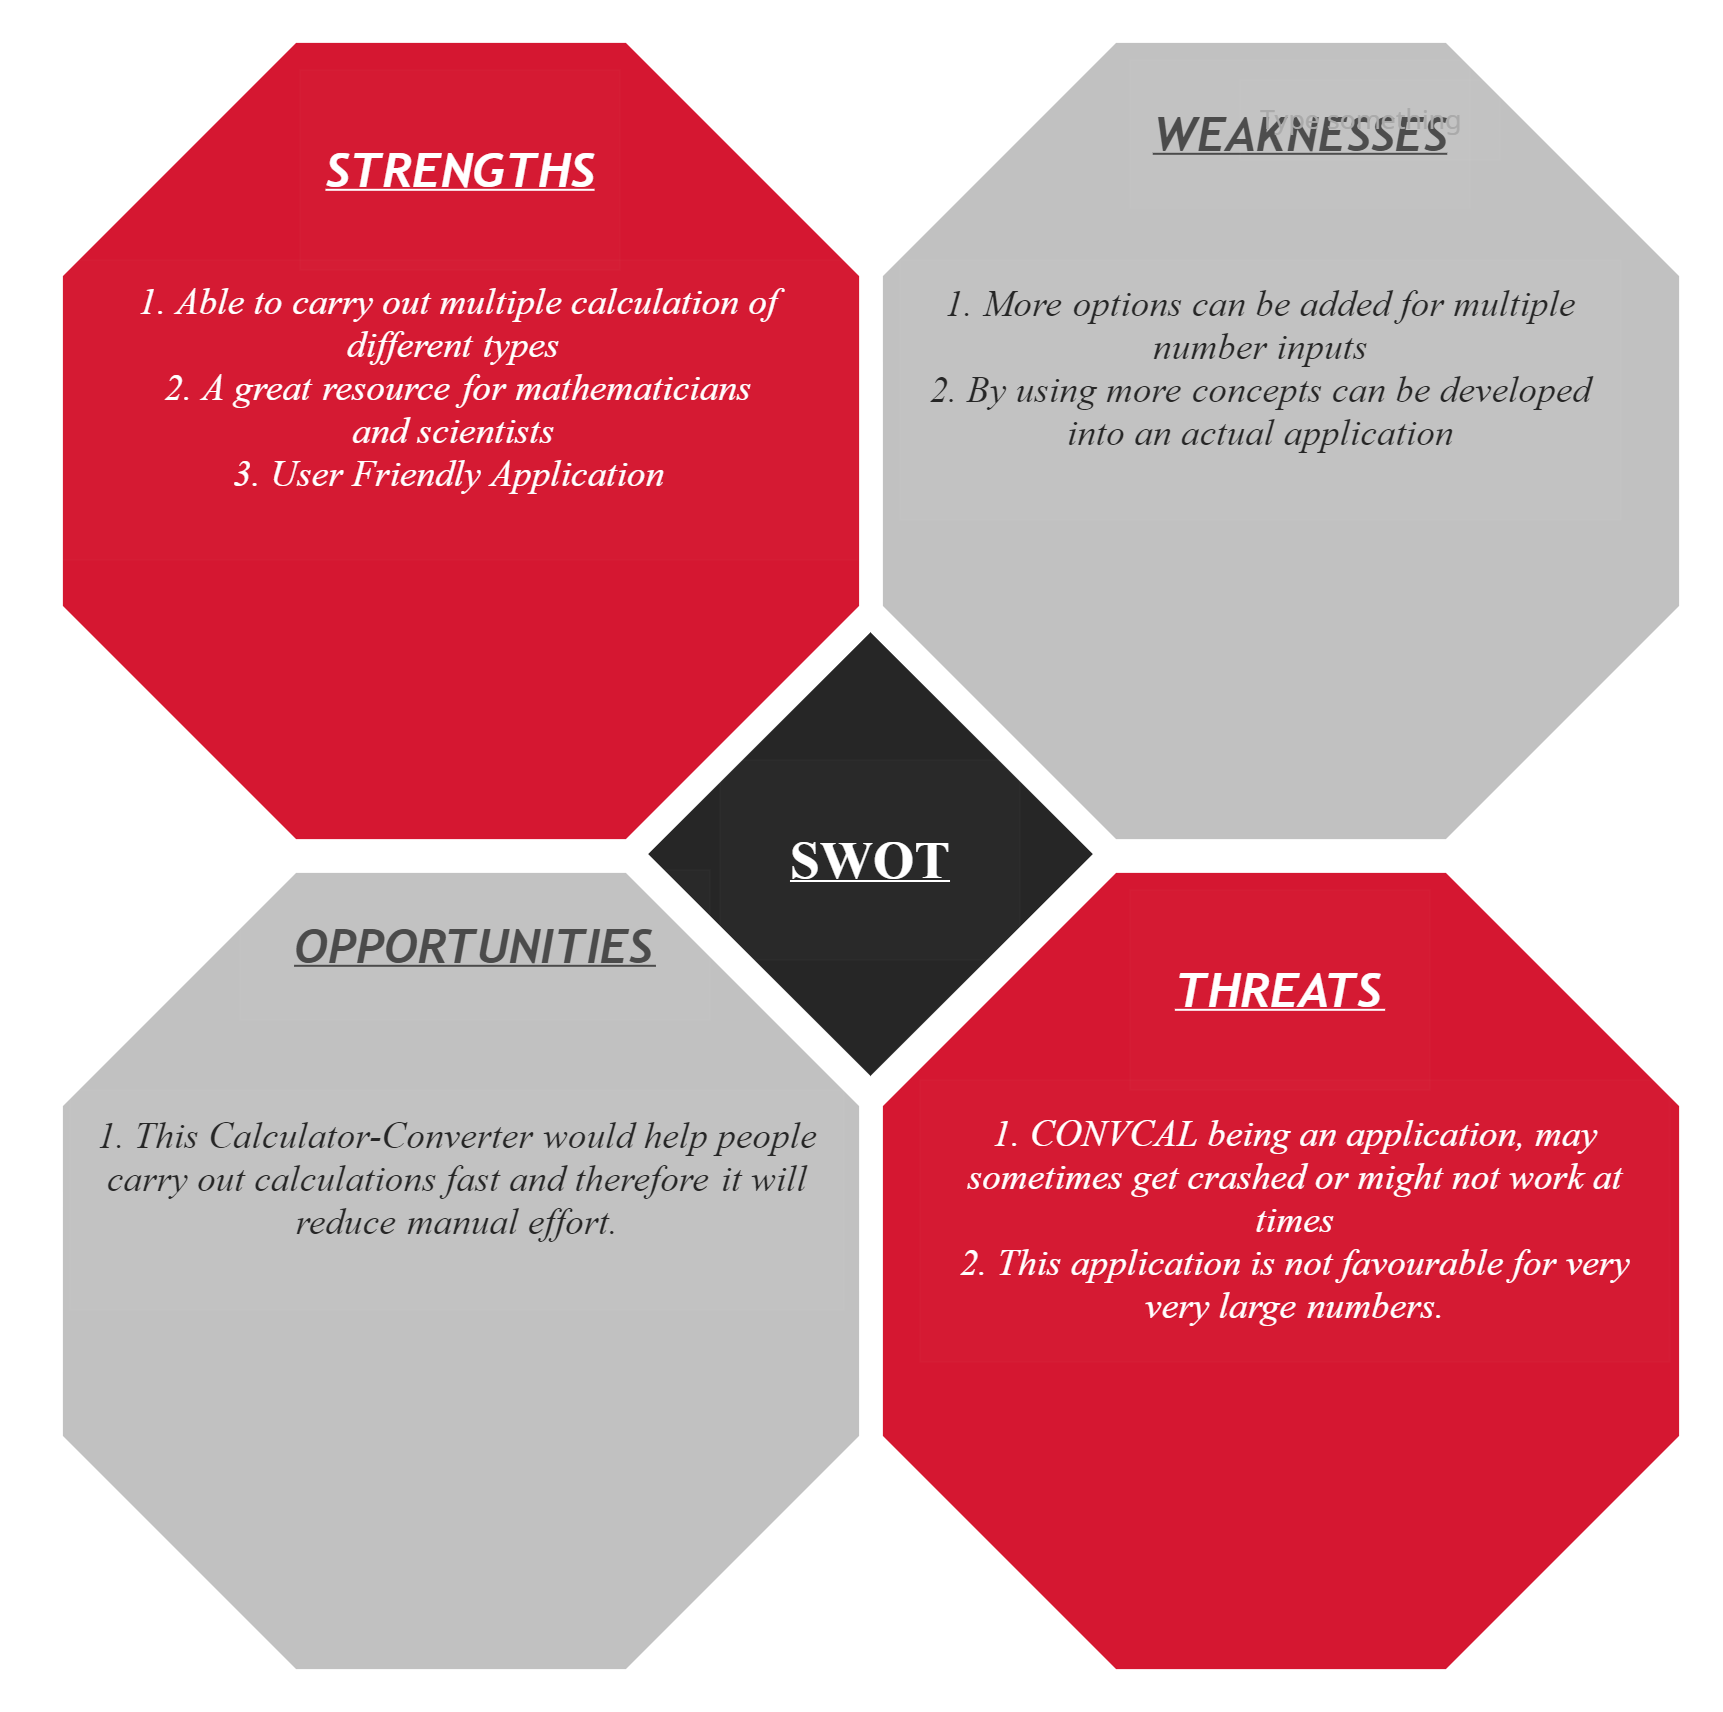 STRENGTHS
1. Able to carry out multiple calculation of
different types
2. A great resource for mathematicians
and scientists
3. User Friendly Application
Type something
WEAKNESSES
1. More options can be added for multiple
number inputs
2. By using more concepts can be developed
into an actual application
SWOT
OPPORTUNITIES
1. This Calculator-Converter would help people
carry out calculations fast and therefore it will
reduce manual effort.
THREATS
1. CONVCAL being an application, may
sometimes get crashed or might not work at
times
2. This application is not favourable for very
very large numbers.